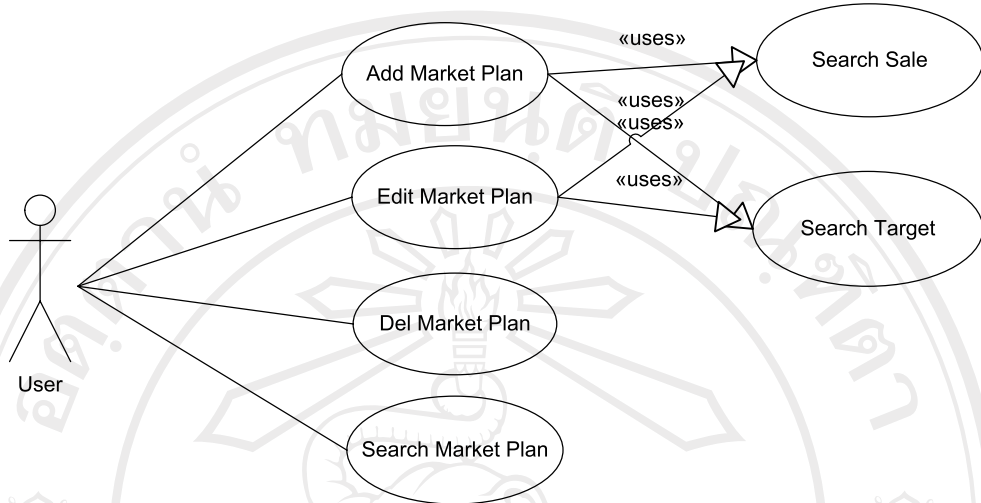 «uses»
Search Sale
Add Market Plan
«uses»
«uses»
Edit Market Plan
«uses»
Search Target
Del Market Plan
User
Search Market Plan